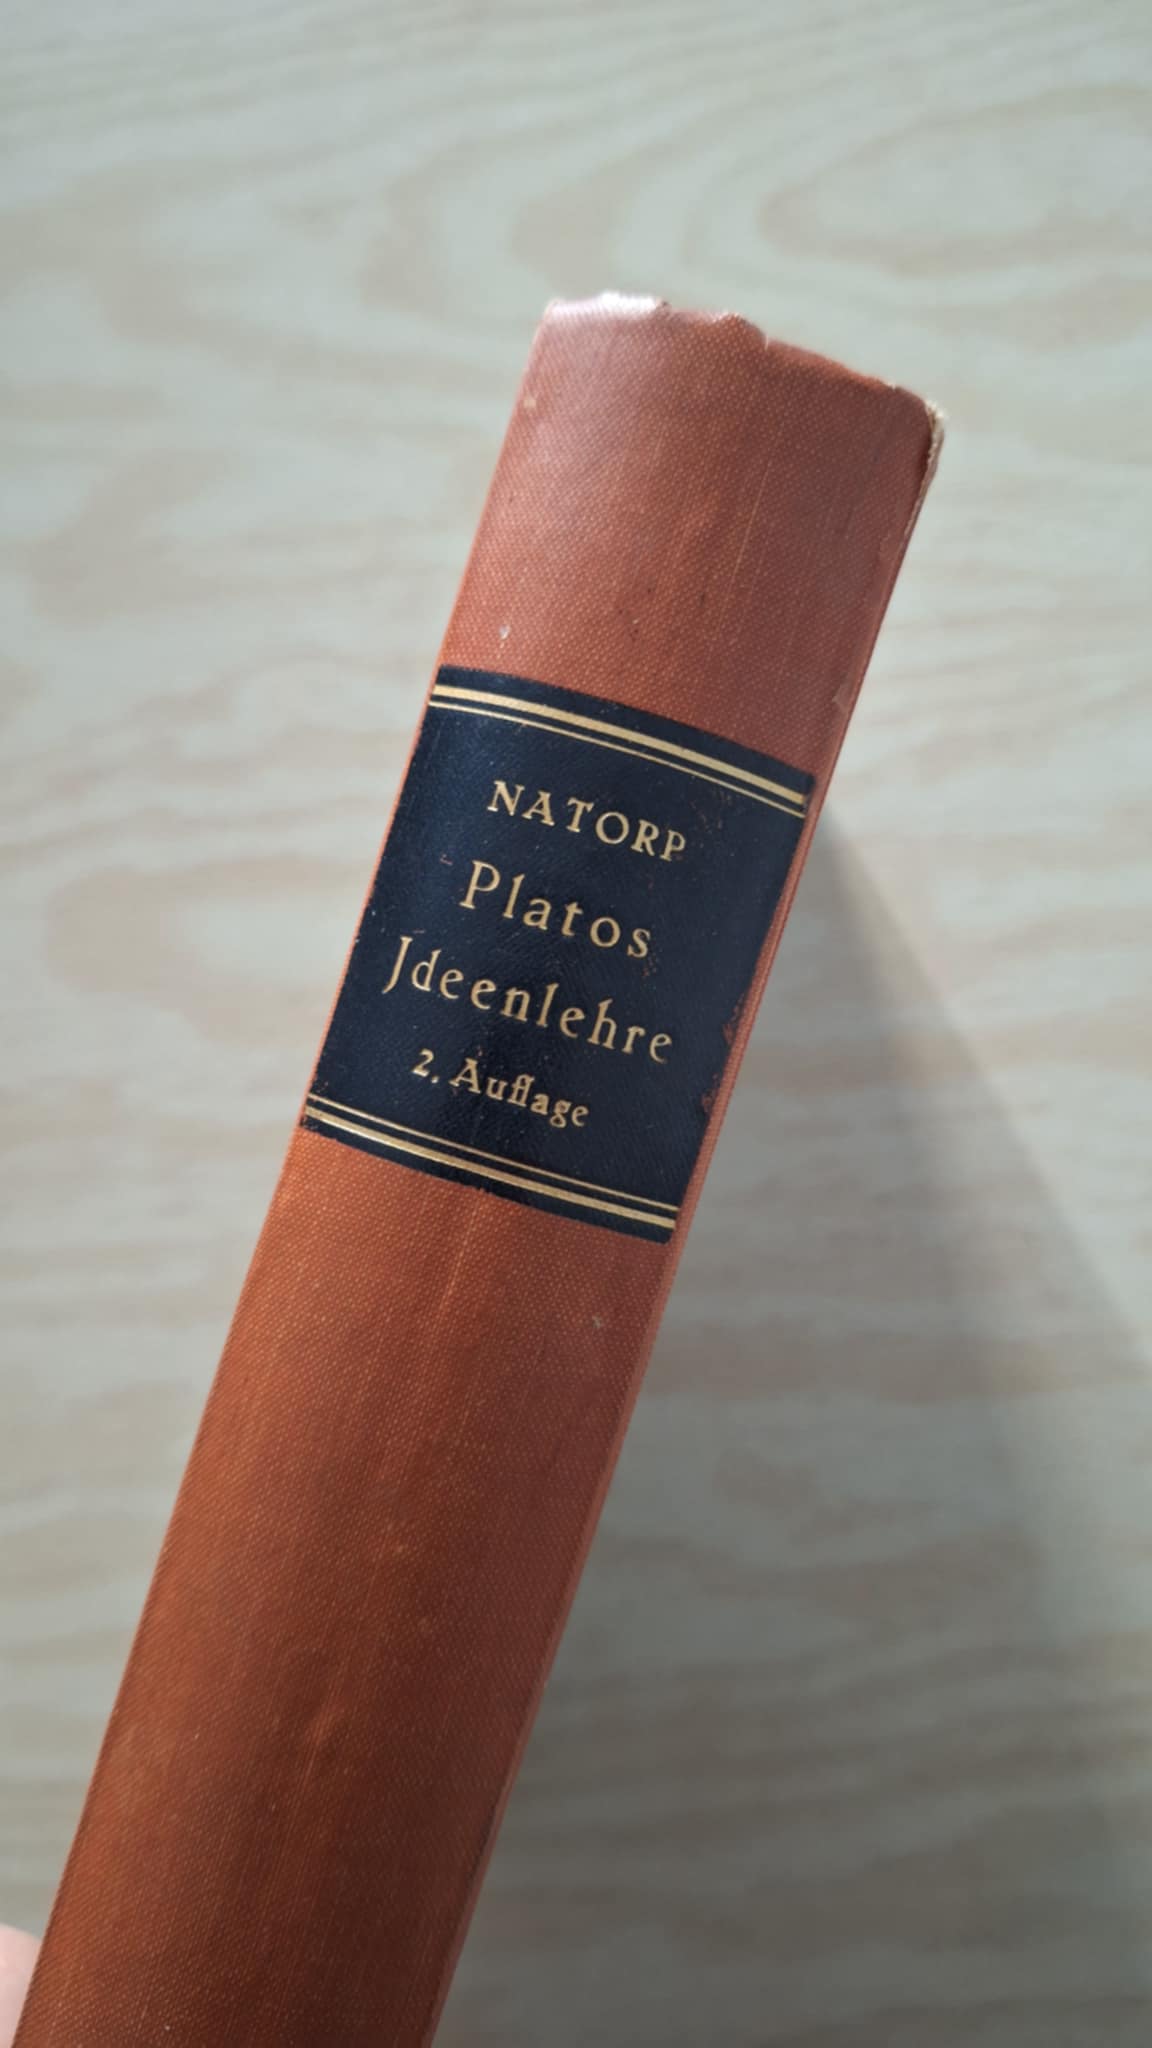 NATORP
Platos
Jdeenlehre
2. Auflage